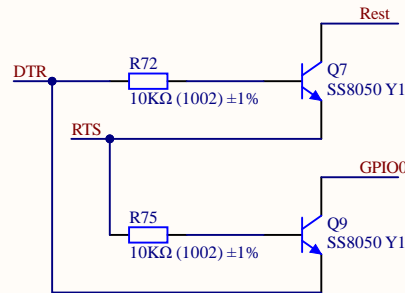 Rest
R72
Q7
DTR
SS8050 Y1
10KΩ (1002) ±1%
RTS
GPIO0
R75
Q9
SS8050 Y1
10KΩ (1002) ±1%